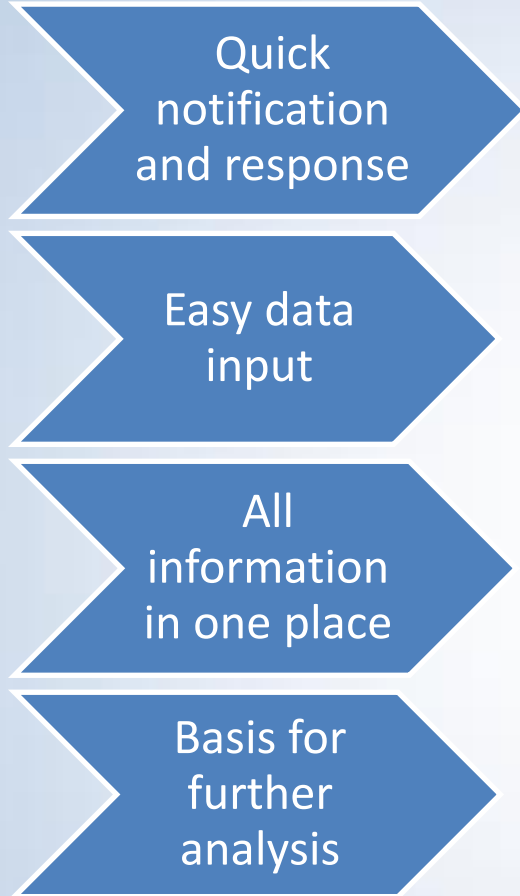 Quick
notification
and response
Easy data
input
All
information
in one place
Basis for
further
analysis